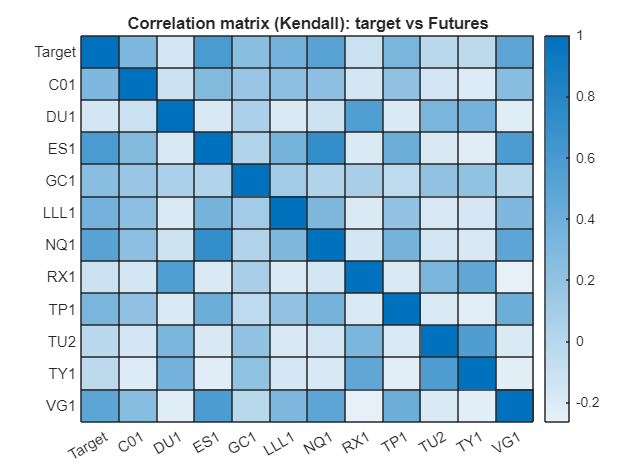 Correlation matrix (Kendall): target vs Futures
Target
C01
DU1
ES1
GC1
LLL1
NQ1
RX1
TP1
TU2
TY1
VG1
Target C01 DU1 ES1 GC1 LLL1 NQ1 RX1 TP1 TU2 TY1 VG1
1
0.8
0.6
0.4
0.2
0
-0.2